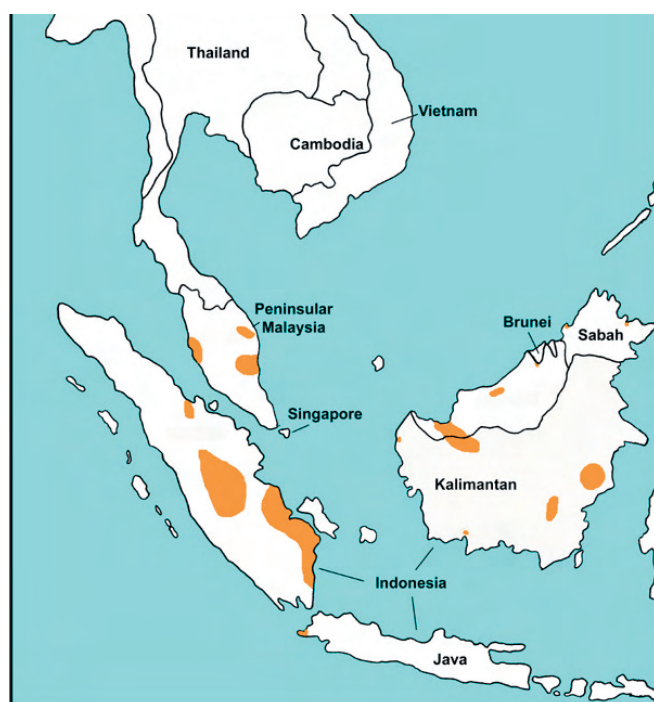 Thailand
Vietnam
Cambodia
Peninsular
Malaysia
Brunei
Sabah
Singapore
Kalimantan
Indonesia
Java